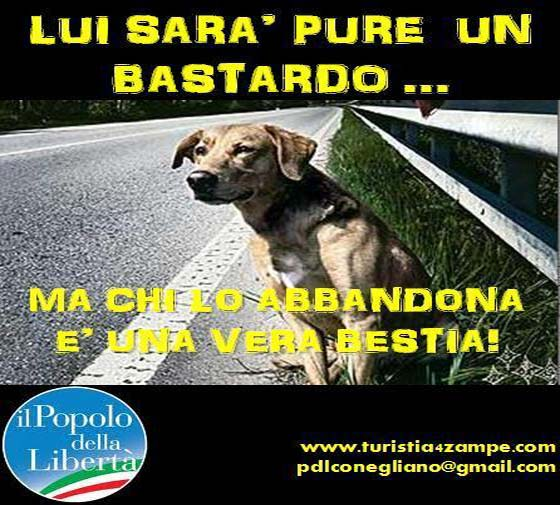 LUI SARA' PURE UN
BASTARDO ...
MA CHI LO ABBANDONA
E' UNA VERA BESTIA!
il Popolo
della
Libertà
www.turistia4zampe.com
pdlconegliano@gmail.com